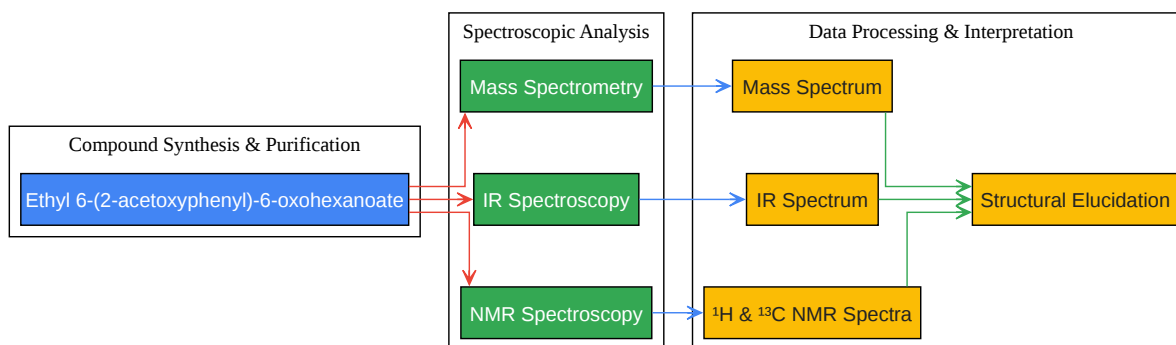 Compound Synthesis & Purification
Ethyl 6-(2-acetoxyphenyl)-6-oxohexanoate
Spectroscopic Analysis
Mass Spectrometry
IR Spectroscopy
NMR Spectroscopy
Data Processing & Interpretation
Mass Spectrum
IR Spectrum
¹H & ¹³C NMR Spectra
Structural Elucidation